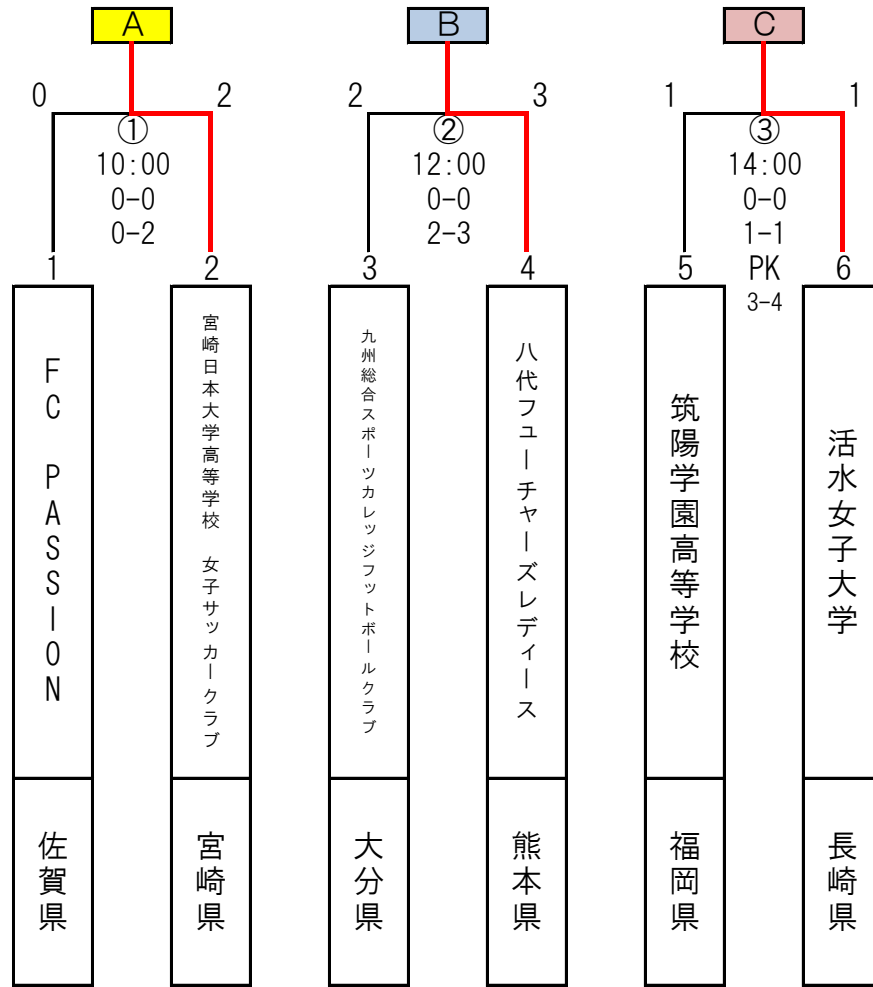 A
B
C
0
2
2
3
1
1
①
10:00
0-0
0-2
②
12:00
0-0
2-3
③
14:00
0-0
1-1
PK
3-4
1
2
3
4
5
6
FC PASSION
宮崎日本大学高等学校 女子サッカークラブ
九州総合スポーツカレッジフットボールクラブ
八代フューチャーズレディース
筑陽学園高等学校
活水女子大学
佐賀県
宮崎県
大分県
熊本県
福岡県
長崎県